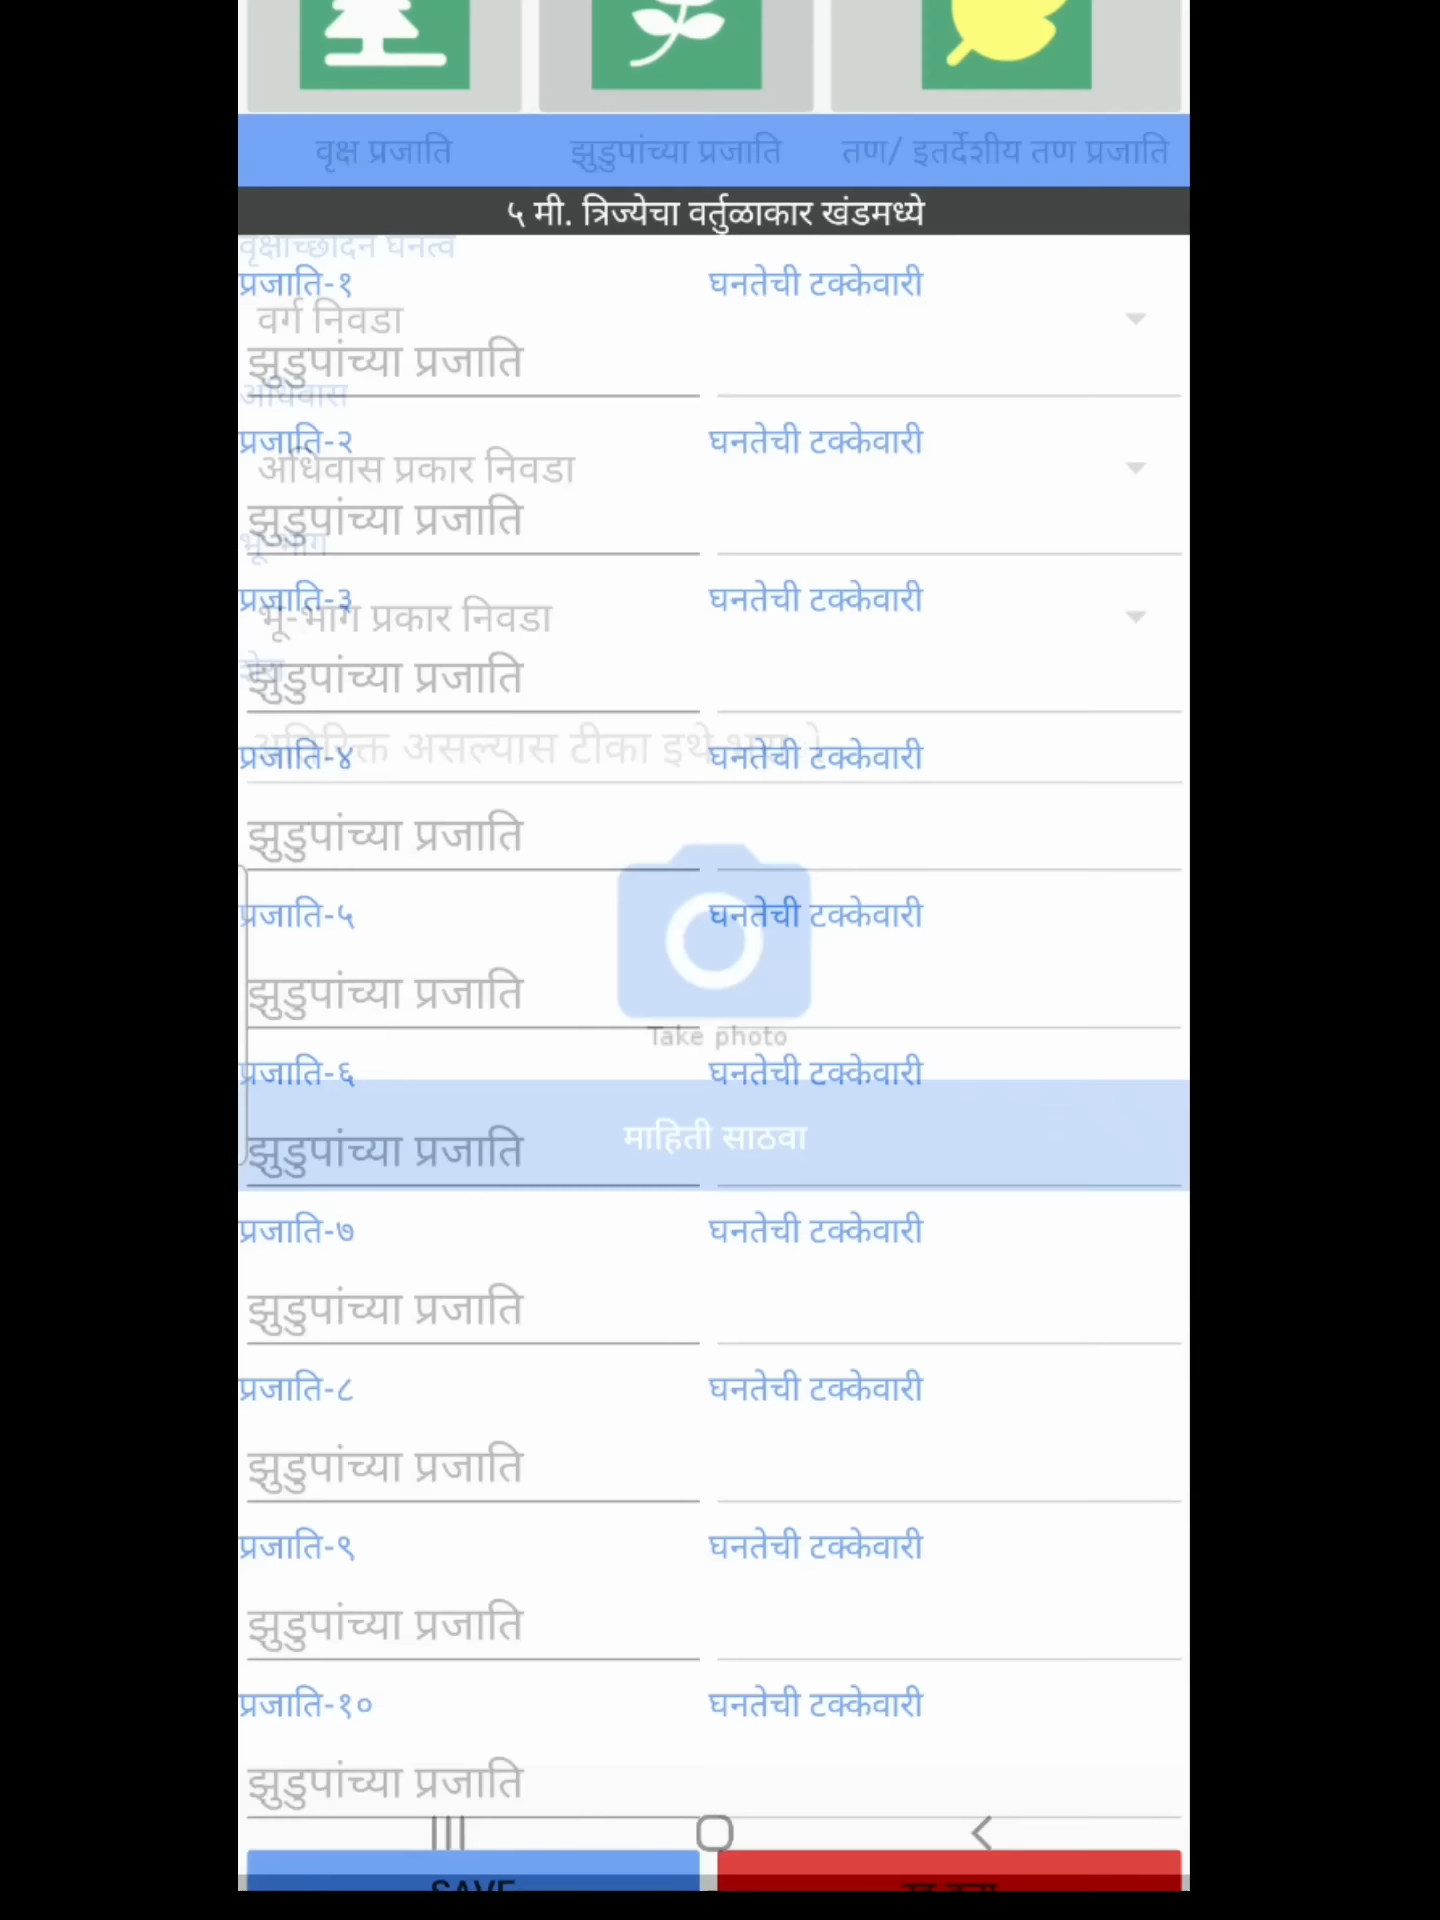 वृक्ष प्रजाति
झुडुपांच्या प्रजाति
तण/ इतर्देशीय तण प्रजाति
५ मी. त्रिज्येचा वर्तुळाकार खंडमध्ये
वृक्षाच्छादन घनत्व
प्रजाति-१ घनतेची टक्केवारी
वर्ग निवडा
झुडुपांच्या प्रजाति
अधिवास
प्रजाति-२ घनतेची टक्केवारी
अधिवास प्रकार निवडा
झुडुपांच्या प्रजाति
भू-भाग
प्रजाति-३ घनतेची टक्केवारी
भू-भाग प्रकार निवडा
झुडुपांच्या प्रजाति
अतिरिक्त असल्यास टीका इथे
प्रजाति-४ घनतेची टक्केवारी
झुडुपांच्या प्रजाति
प्रजाति-५ घनतेची टक्केवारी
झुडुपांच्या प्रजाति
Take photo
प्रजाति-६ घनतेची टक्केवारी
माहिती साठवा
झुडुपांच्या प्रजाति
प्रजाति-७ घनतेची टक्केवारी
झुडुपांच्या प्रजाति
प्रजाति-८ घनतेची टक्केवारी
झुडुपांच्या प्रजाति
प्रजाति-९ घनतेची टक्केवारी
झुडुपांच्या प्रजाति
प्रजाति-१० घनतेची टक्केवारी
झुडुपांच्या प्रजाति
SAVE